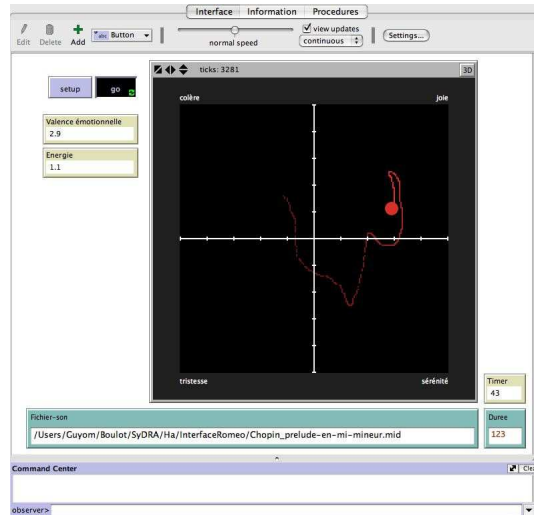 Interface Information Procedures
Edit Delete Add abc Button normal speed view updates continuous Settings...
ticks: 3281 3D
setup go
colère joie
Valence émotionnelle
2.9
Energie
1.1
tristesse sérénité
Timer
43
Fichier-son
/Users/Guyom/Boulot/SyDRA/Ha/InterfaceRomeo/Chopin_prelude-en-mi-mineur.mid
Duree
123
Command Center Cle
observer>